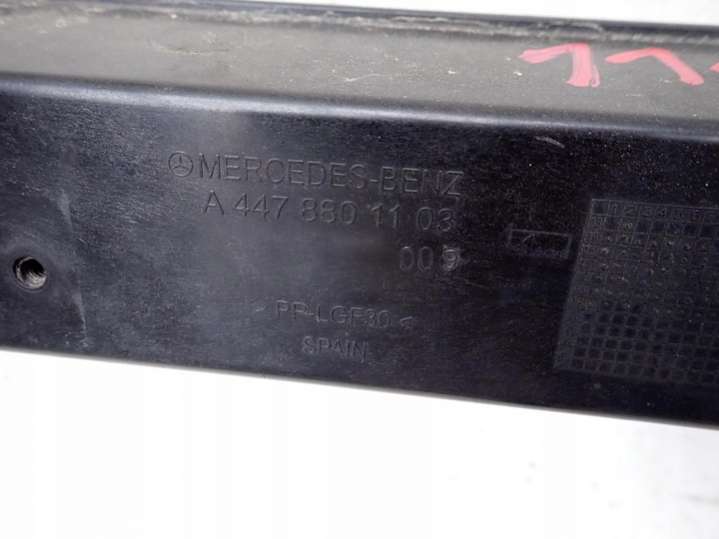 MERCEDES-BENZ
A 447 880 11 03
009
>PP-LGF30<
SPAIN